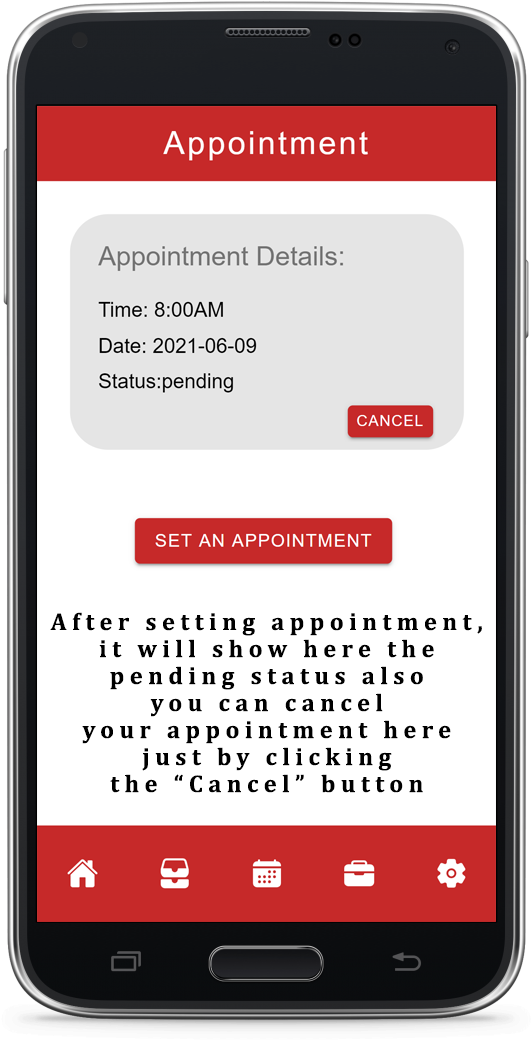 Appointment
Appointment Details:
Time: 8:00AM
Date: 2021-06-09
Status:pending
CANCEL
SET AN APPOINTMENT
After setting appointment,
it will show here the
pending status also
you can cancel
your appointment here
just by clicking
the “Cancel” button